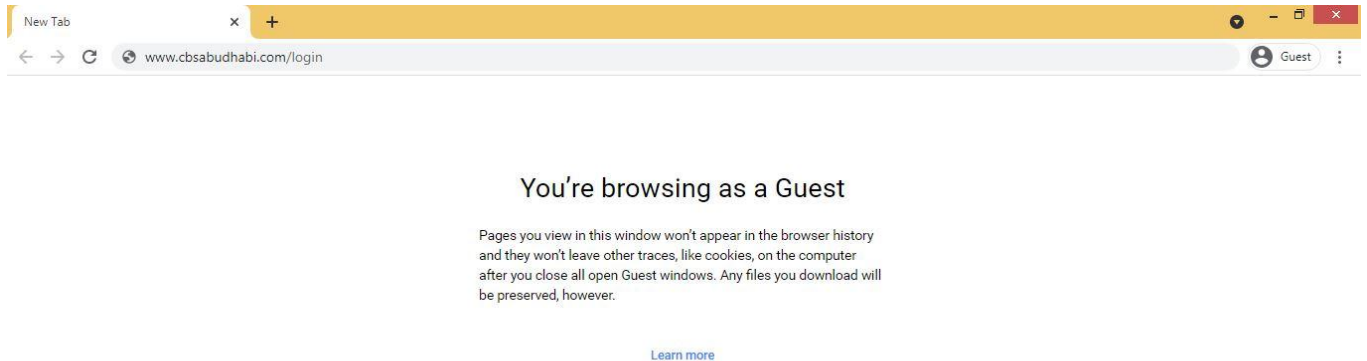 New Tab
www.cbsabudhabi.com/login
Guest
You're browsing as a Guest
Pages you view in this window won't appear in the browser history
and they won't leave other traces, like cookies, on the computer
after you close all open Guest windows. Any files you download will
be preserved, however.
Learn more